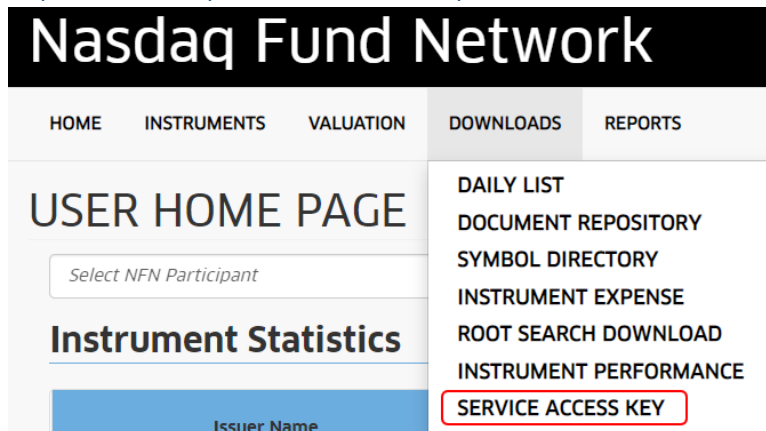 Nasdaq Fund Network
HOME INSTRUMENTS VALUATION DOWNLOADS REPORTS
USER HOME PAGE
Select NFN Participant
Instrument Statistics
Issuer Name
DAILY LIST
DOCUMENT REPOSITORY
SYMBOL DIRECTORY
INSTRUMENT EXPENSE
ROOT SEARCH DOWNLOAD
INSTRUMENT PERFORMANCE
SERVICE ACCESS KEY